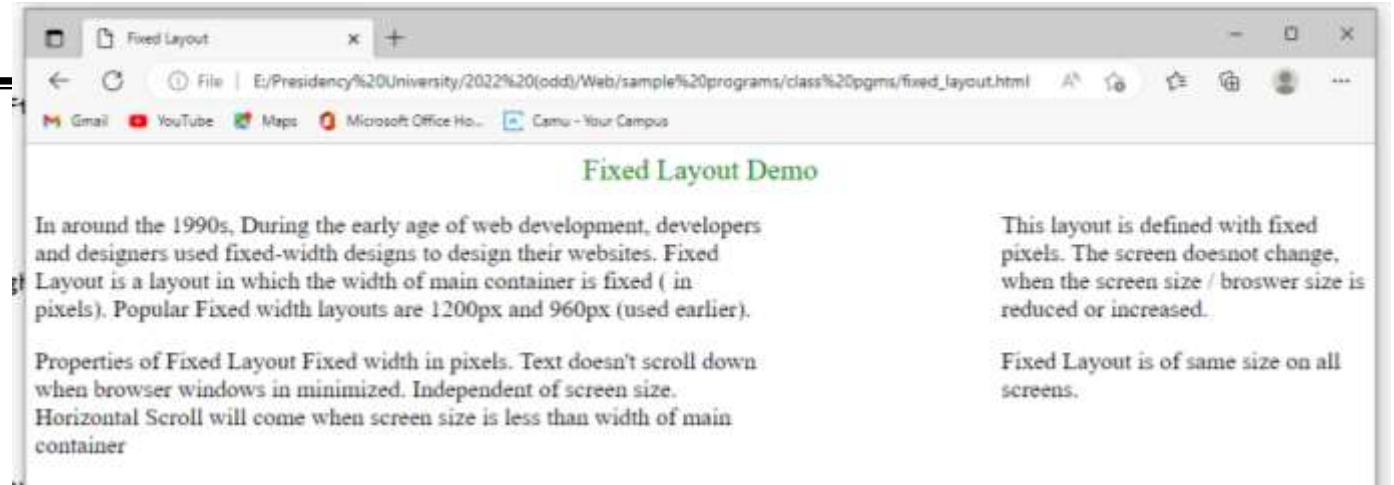 Fixed Layout
File | E:/Presidency%20University/2022%20(odd)/Web/sample%20programs/class%20pgms/fixed_layout.html
Gmail YouTube Maps Microsoft Office Ho... Camu - Your Campus
Fixed Layout Demo
In around the 1990s, During the early age of web development, developers
and designers used fixed-width designs to design their websites. Fixed
Layout is a layout in which the width of main container is fixed ( in
pixels). Popular Fixed width layouts are 1200px and 960px (used earlier).
Properties of Fixed Layout Fixed width in pixels. Text doesn't scroll down
when browser windows in minimized. Independent of screen size.
Horizontal Scroll will come when screen size is less than width of main
container
This layout is defined with fixed
pixels. The screen doesnot change,
when the screen size / broswer size is
reduced or increased.
Fixed Layout is of same size on all
screens.